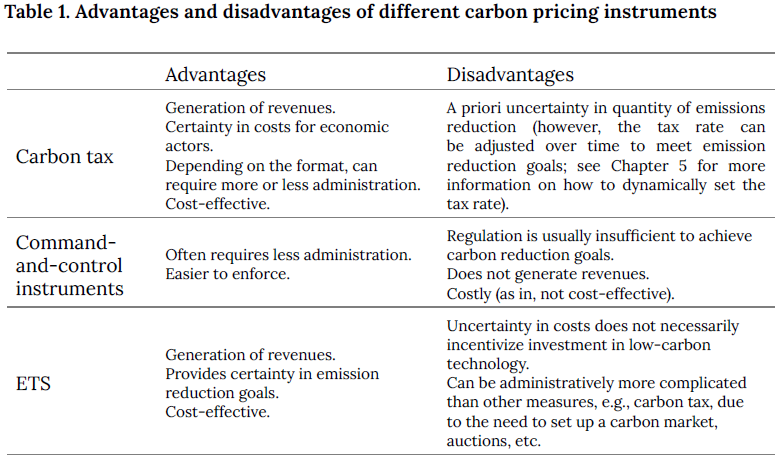 Table 1. Advantages and disadvantages of different carbon pricing instruments
Advantages
Disadvantages
Carbon tax
Generation of revenues.
Certainty in costs for economic
actors.
Depending on the format, can
require more or less administration.
Cost-effective.
A priori uncertainty in quantity of emissions
reduction (however, the tax rate can
be adjusted over time to meet emission
reduction goals; see Chapter 5 for more
information on how to dynamically set the
tax rate).
Command-
and-control
instruments
Often requires less administration.
Easier to enforce.
Regulation is usually insufficient to achieve
carbon reduction goals.
Does not generate revenues.
Costly (as in, not cost-effective).
ETS
Generation of revenues.
Provides certainty in emission
reduction goals.
Cost-effective.
Uncertainty in costs does not necessarily
incentivize investment in low-carbon
technology.
Can be administratively more complicated
than other measures, e.g., carbon tax, due
to the need to set up a carbon market,
auctions, etc.